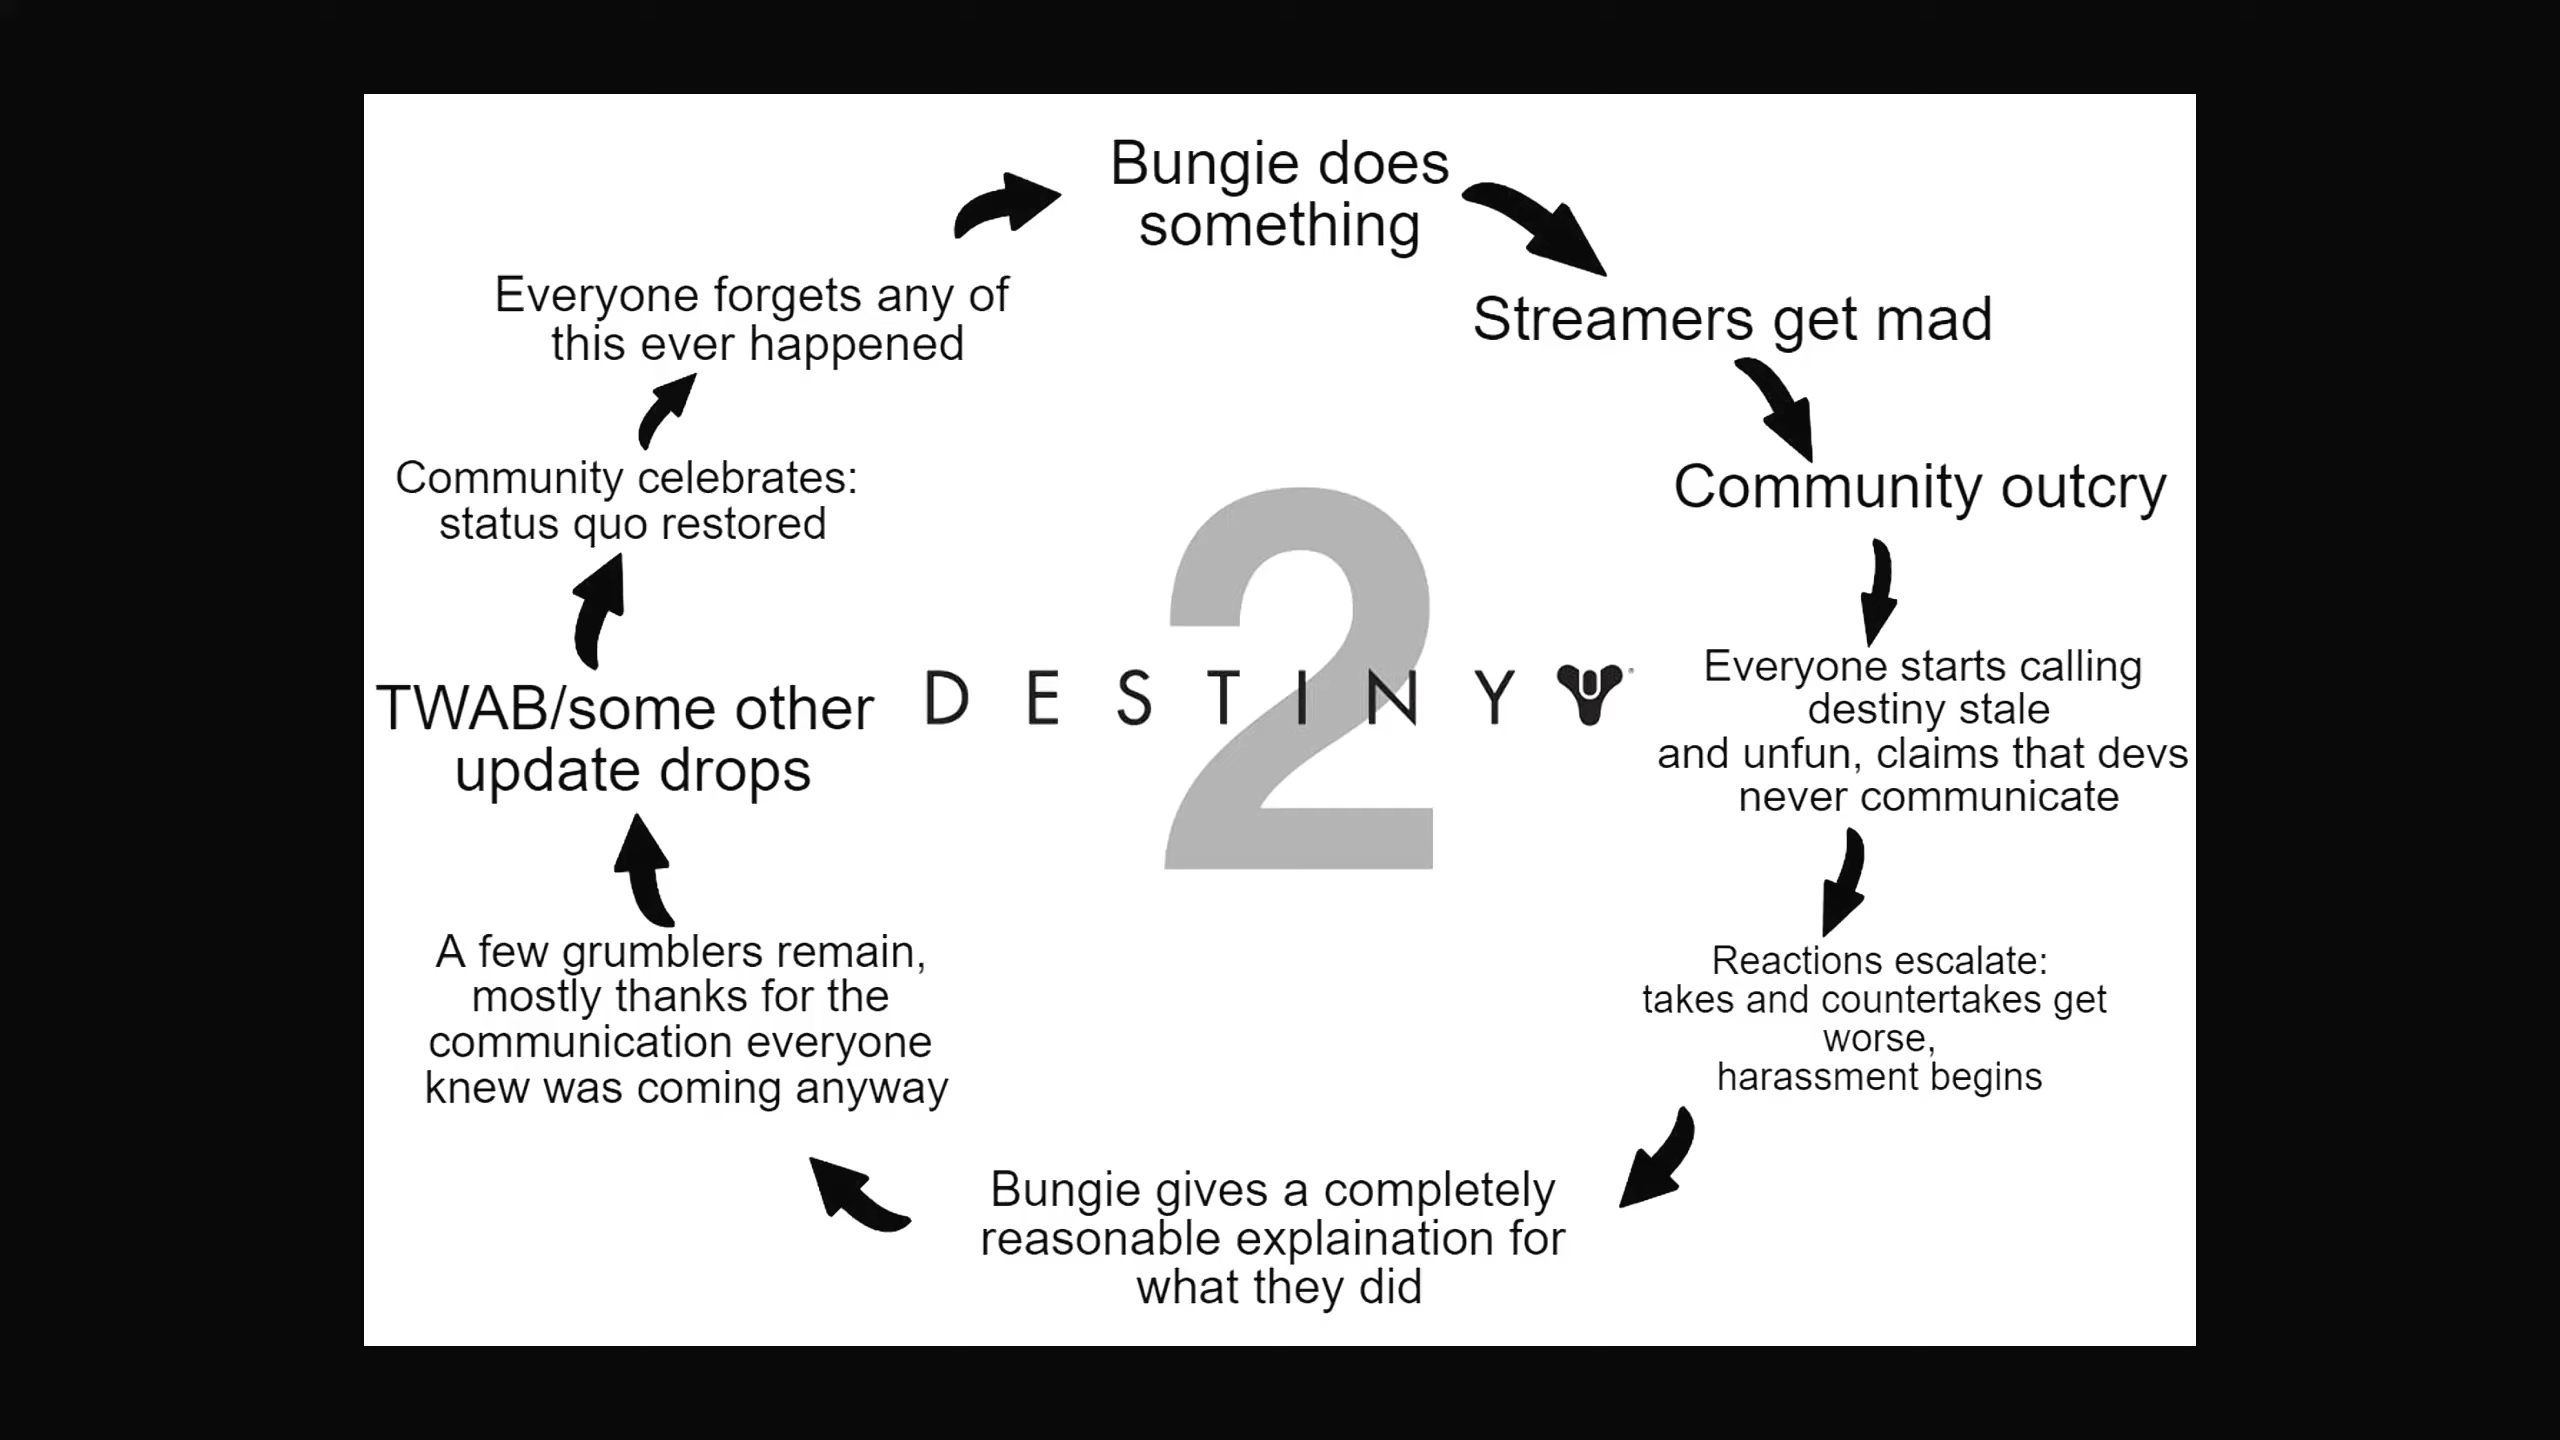 Bungie does
something
Streamers get mad
Community outcry
Everyone starts calling
destiny stale
and unfun, claims that devs
never communicate
Reactions escalate:
takes and countertakes get
worse,
harassment begins
Bungie gives a completely
reasonable explaination for
what they did
A few grumblers remain,
mostly thanks for the
communication everyone
knew was coming anyway
TWAB/some other
update drops
Community celebrates:
status quo restored
Everyone forgets any of
this ever happened
2
DESTINY